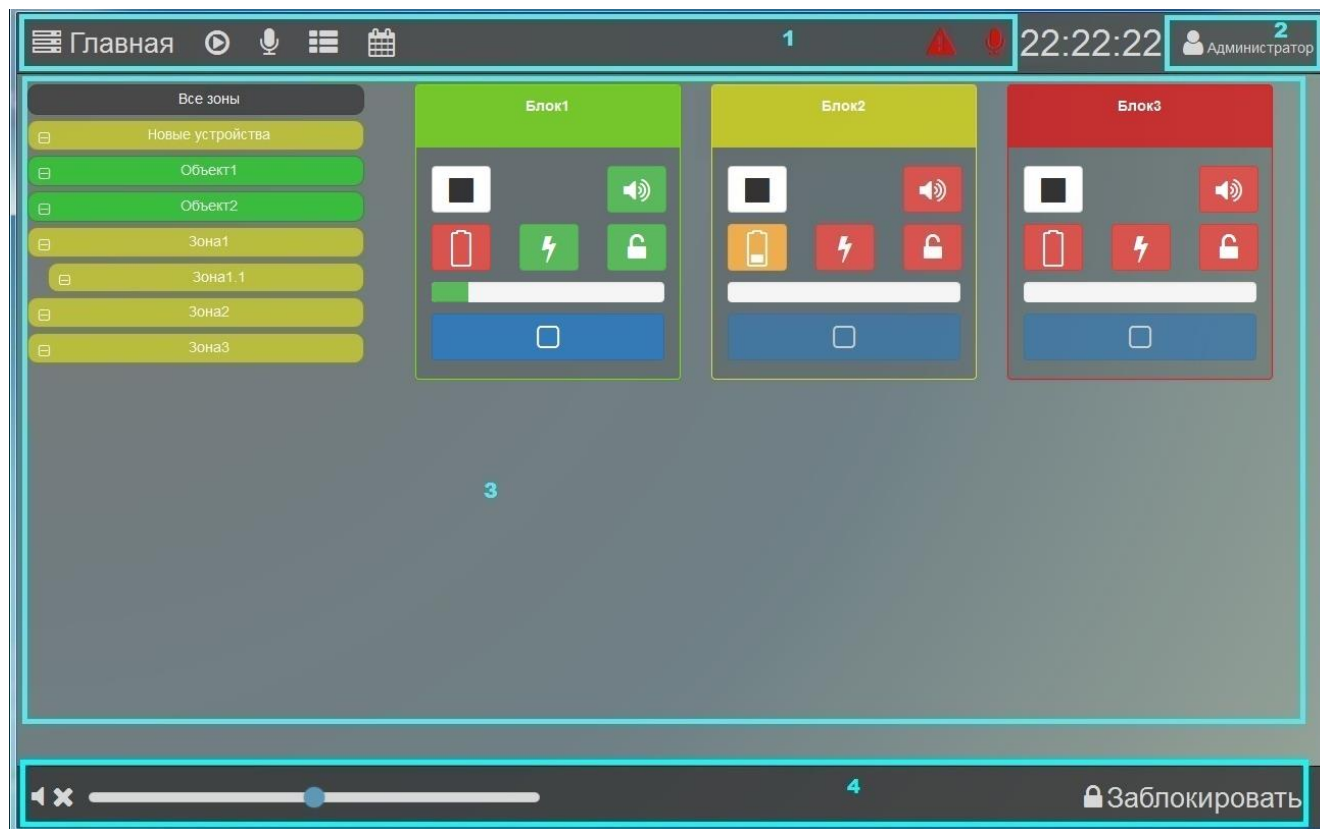 Главная
1
22:22:22
2
Администратор
Все зоны
Новые устройства
Объект1
Объект2
Зона1
Зона1.1
Зона2
Зона3
Блок1
Блок2
Блок3
3
4
Заблокировать